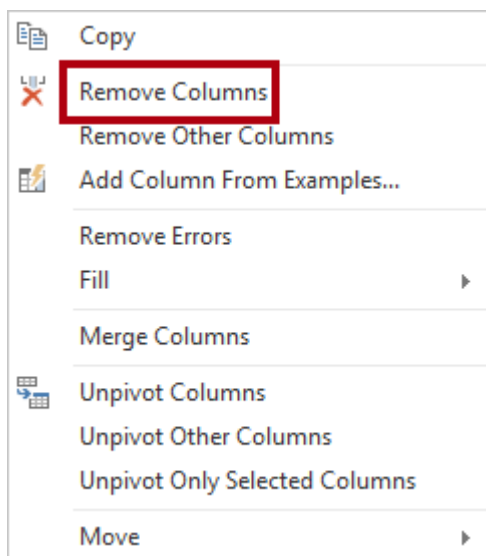 Copy
Remove Columns
Remove Other Columns
Add Column From Examples...
Remove Errors
Fill
Merge Columns
Unpivot Columns
Unpivot Other Columns
Unpivot Only Selected Columns
Move